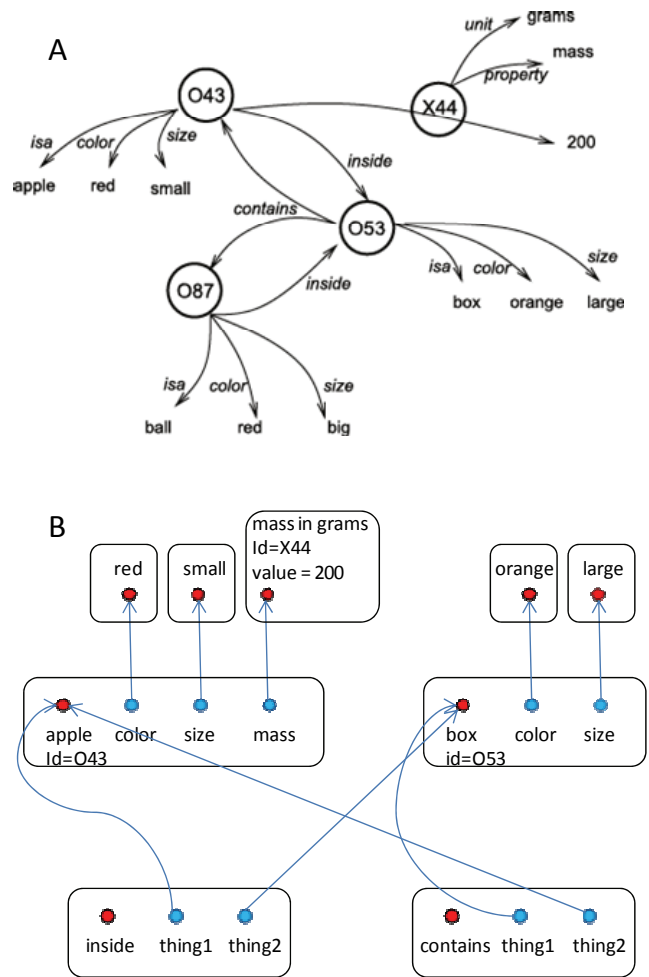 A
unit
grams
mass
property
O43
X44
isa
color
size
200
apple
red
small
inside
contains
O53
O87
inside
isa
color
size
box
orange
large
isa
color
size
ball
red
big
B
red
small
mass in grams
Id=X44
value = 200
orange
large
apple
color
size
mass
Id=O43
box
color
size
id=O53
inside
thing1
thing2
contains
thing1
thing2